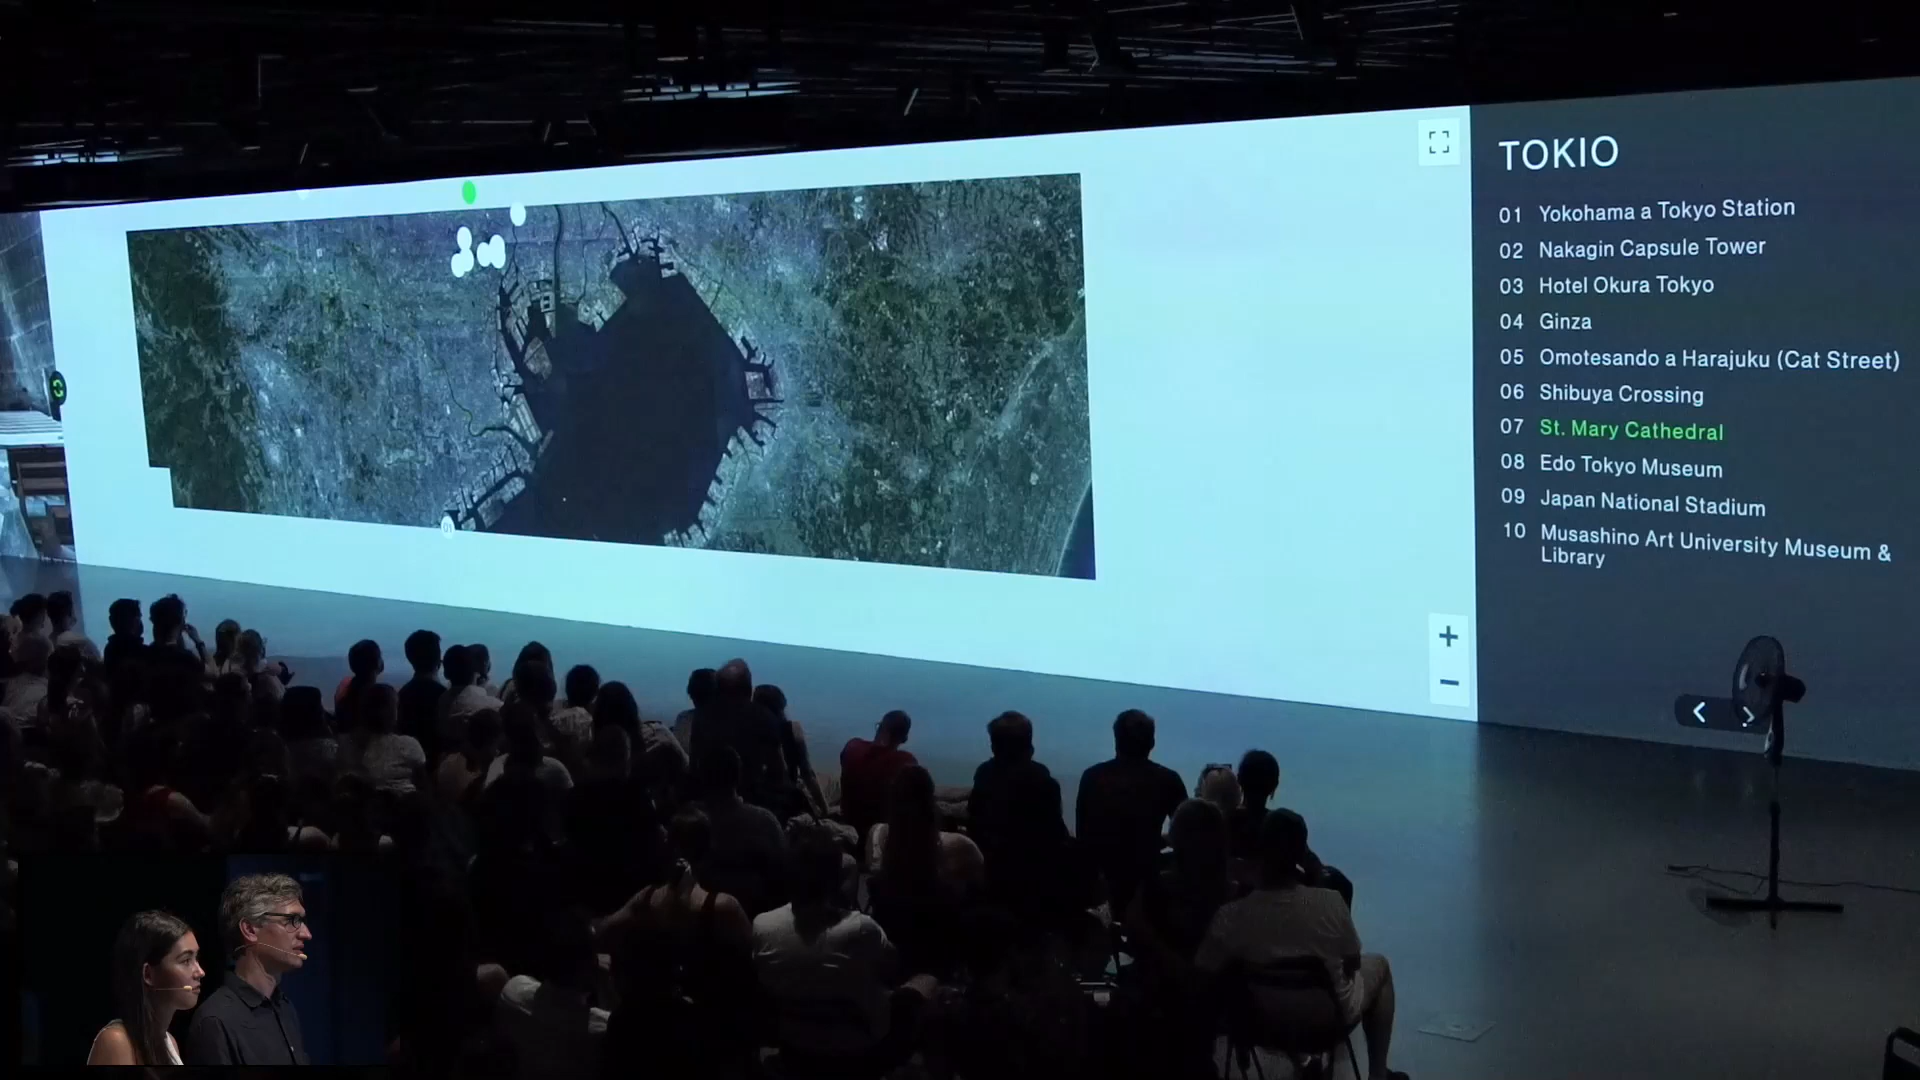 TOKIO
01 Yokohama a Tokyo Station
02 Nakagin Capsule Tower
03 Hotel Okura Tokyo
04 Ginza
05 Omotesando a Harajuku (Cat Street)
06 Shibuya Crossing
07 St. Mary Cathedral
08 Edo Tokyo Museum
09 Japan National Stadium
10 Musashino Art University Museum &
Library
01